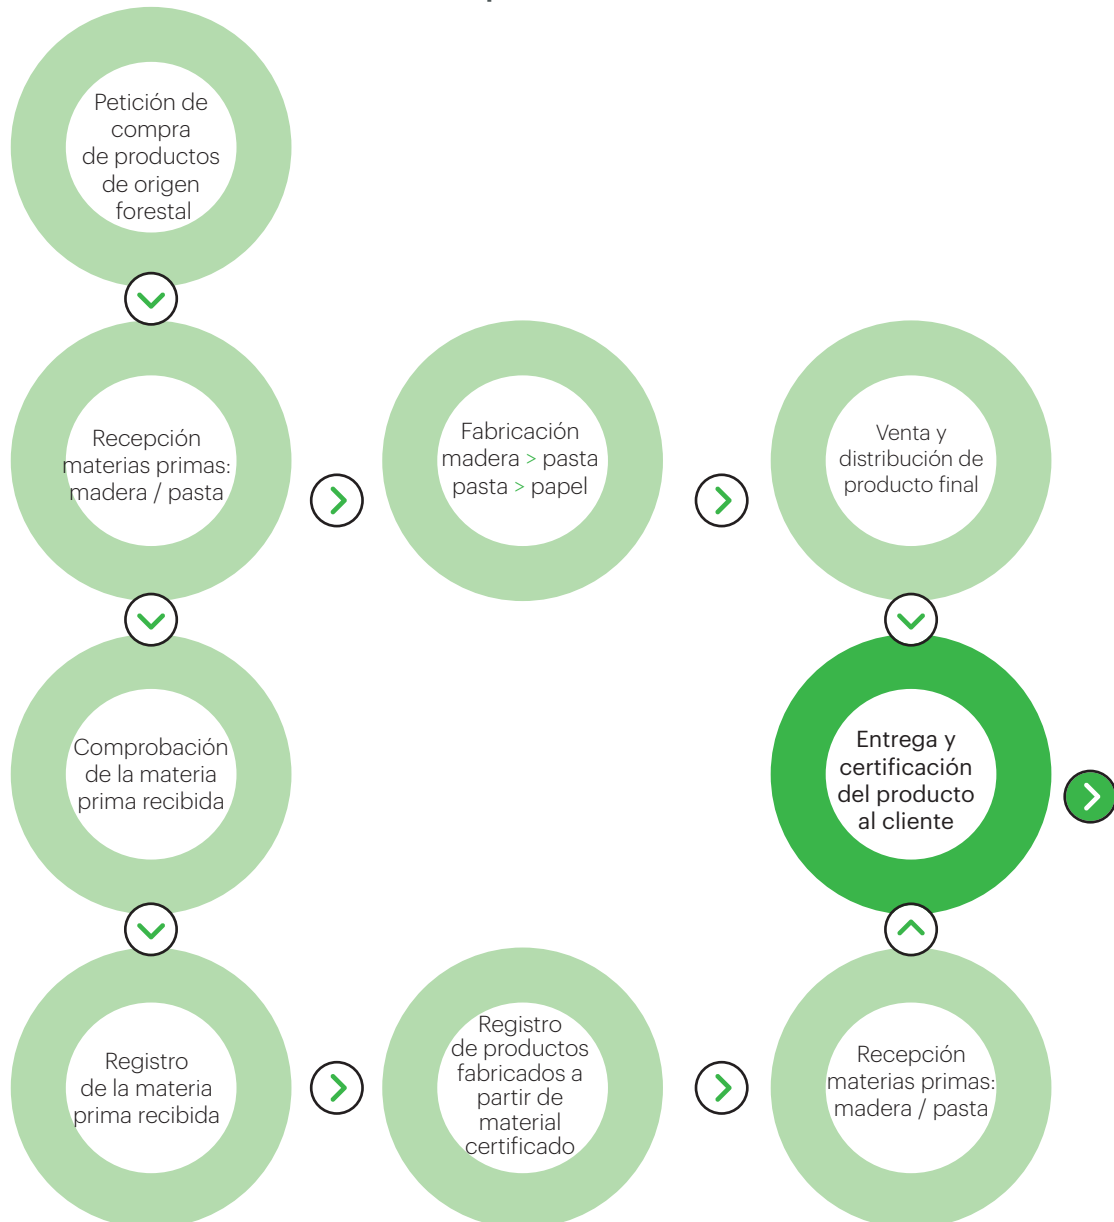 Petición de
compra
de productos
de origen
forestal
Recepción
materias primas:
madera / pasta
Fabricación
madera > pasta
pasta > papel
Venta y
distribución de
producto final
Comprobación
de la materia
prima recibida
Entrega y
certificación
del producto
al cliente
Registro
de la materia
prima recibida
Registro
de productos
fabricados a
partir de
material
certificado
Recepción
materias primas:
madera / pasta